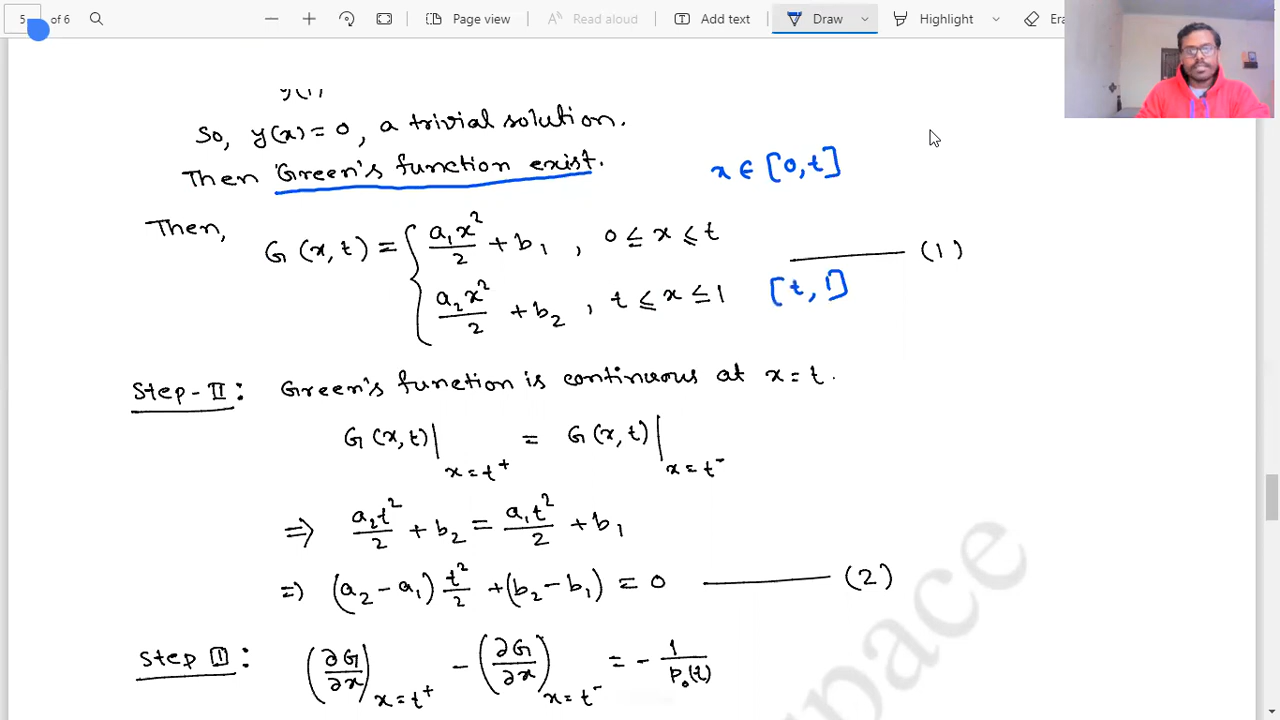 5 of 6 Page view Read aloud Add text Draw Highlight
So, y(x) = 0, a trivial solution.
Then Green's function exist. x ∈ [0, t]
Then,
G(x, t) = { a₁x²/2 + b₁ , 0 ≤ x ≤ t
a₂x²/2 + b₂ , t ≤ x ≤ 1 [t, 1]
——— (1)
Step-II: Green's function is continuous at x = t.
G(x, t)|ₓ₌ₜ⁺ = G(x, t)|ₓ₌ₜ⁻
⇒ a₂t²/2 + b₂ = a₁t²/2 + b₁
⇒ (a₂ - a₁) t²/2 + (b₂ - b₁) = 0 ——— (2)
Step III: (∂G/∂x)ₓ₌ₜ⁺ - (∂G/∂x)ₓ₌ₜ⁻ = - 1/p₀(t)